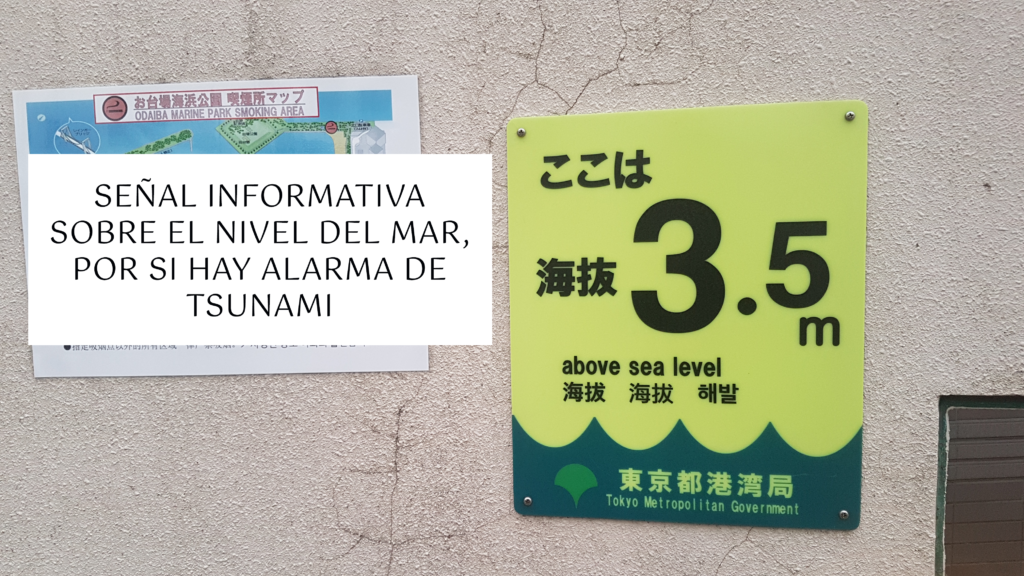 お台場海浜公園 喫煙所マップ
ODAIBA MARINE PARK SMOKING AREA
SEÑAL INFORMATIVA
SOBRE EL NIVEL DEL MAR,
POR SI HAY ALARMA DE
TSUNAMI
ここは
海抜 3.5m
above sea level
海拔 海拔 해발
東京都港湾局
Tokyo Metropolitan Government